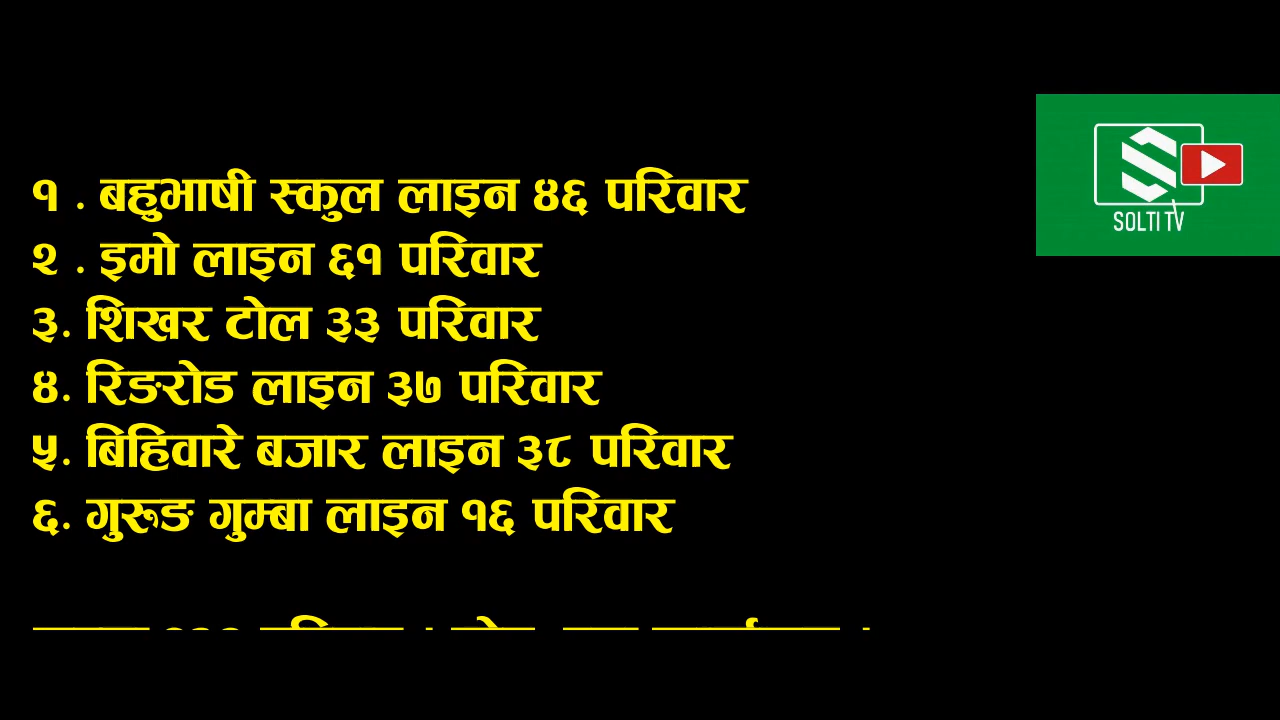 १ . बहुभाषी स्कुल लाइन ४६ परिवार
२ . इमो लाइन ६१ परिवार
३. शिखर टोल ३३ परिवार
४. रिङरोड लाइन ३७ परिवार
५. बिहिवारे बजार लाइन ३८ परिवार
६. गुरूङ गुम्बा लाइन १६ परिवार
SOLTI TV